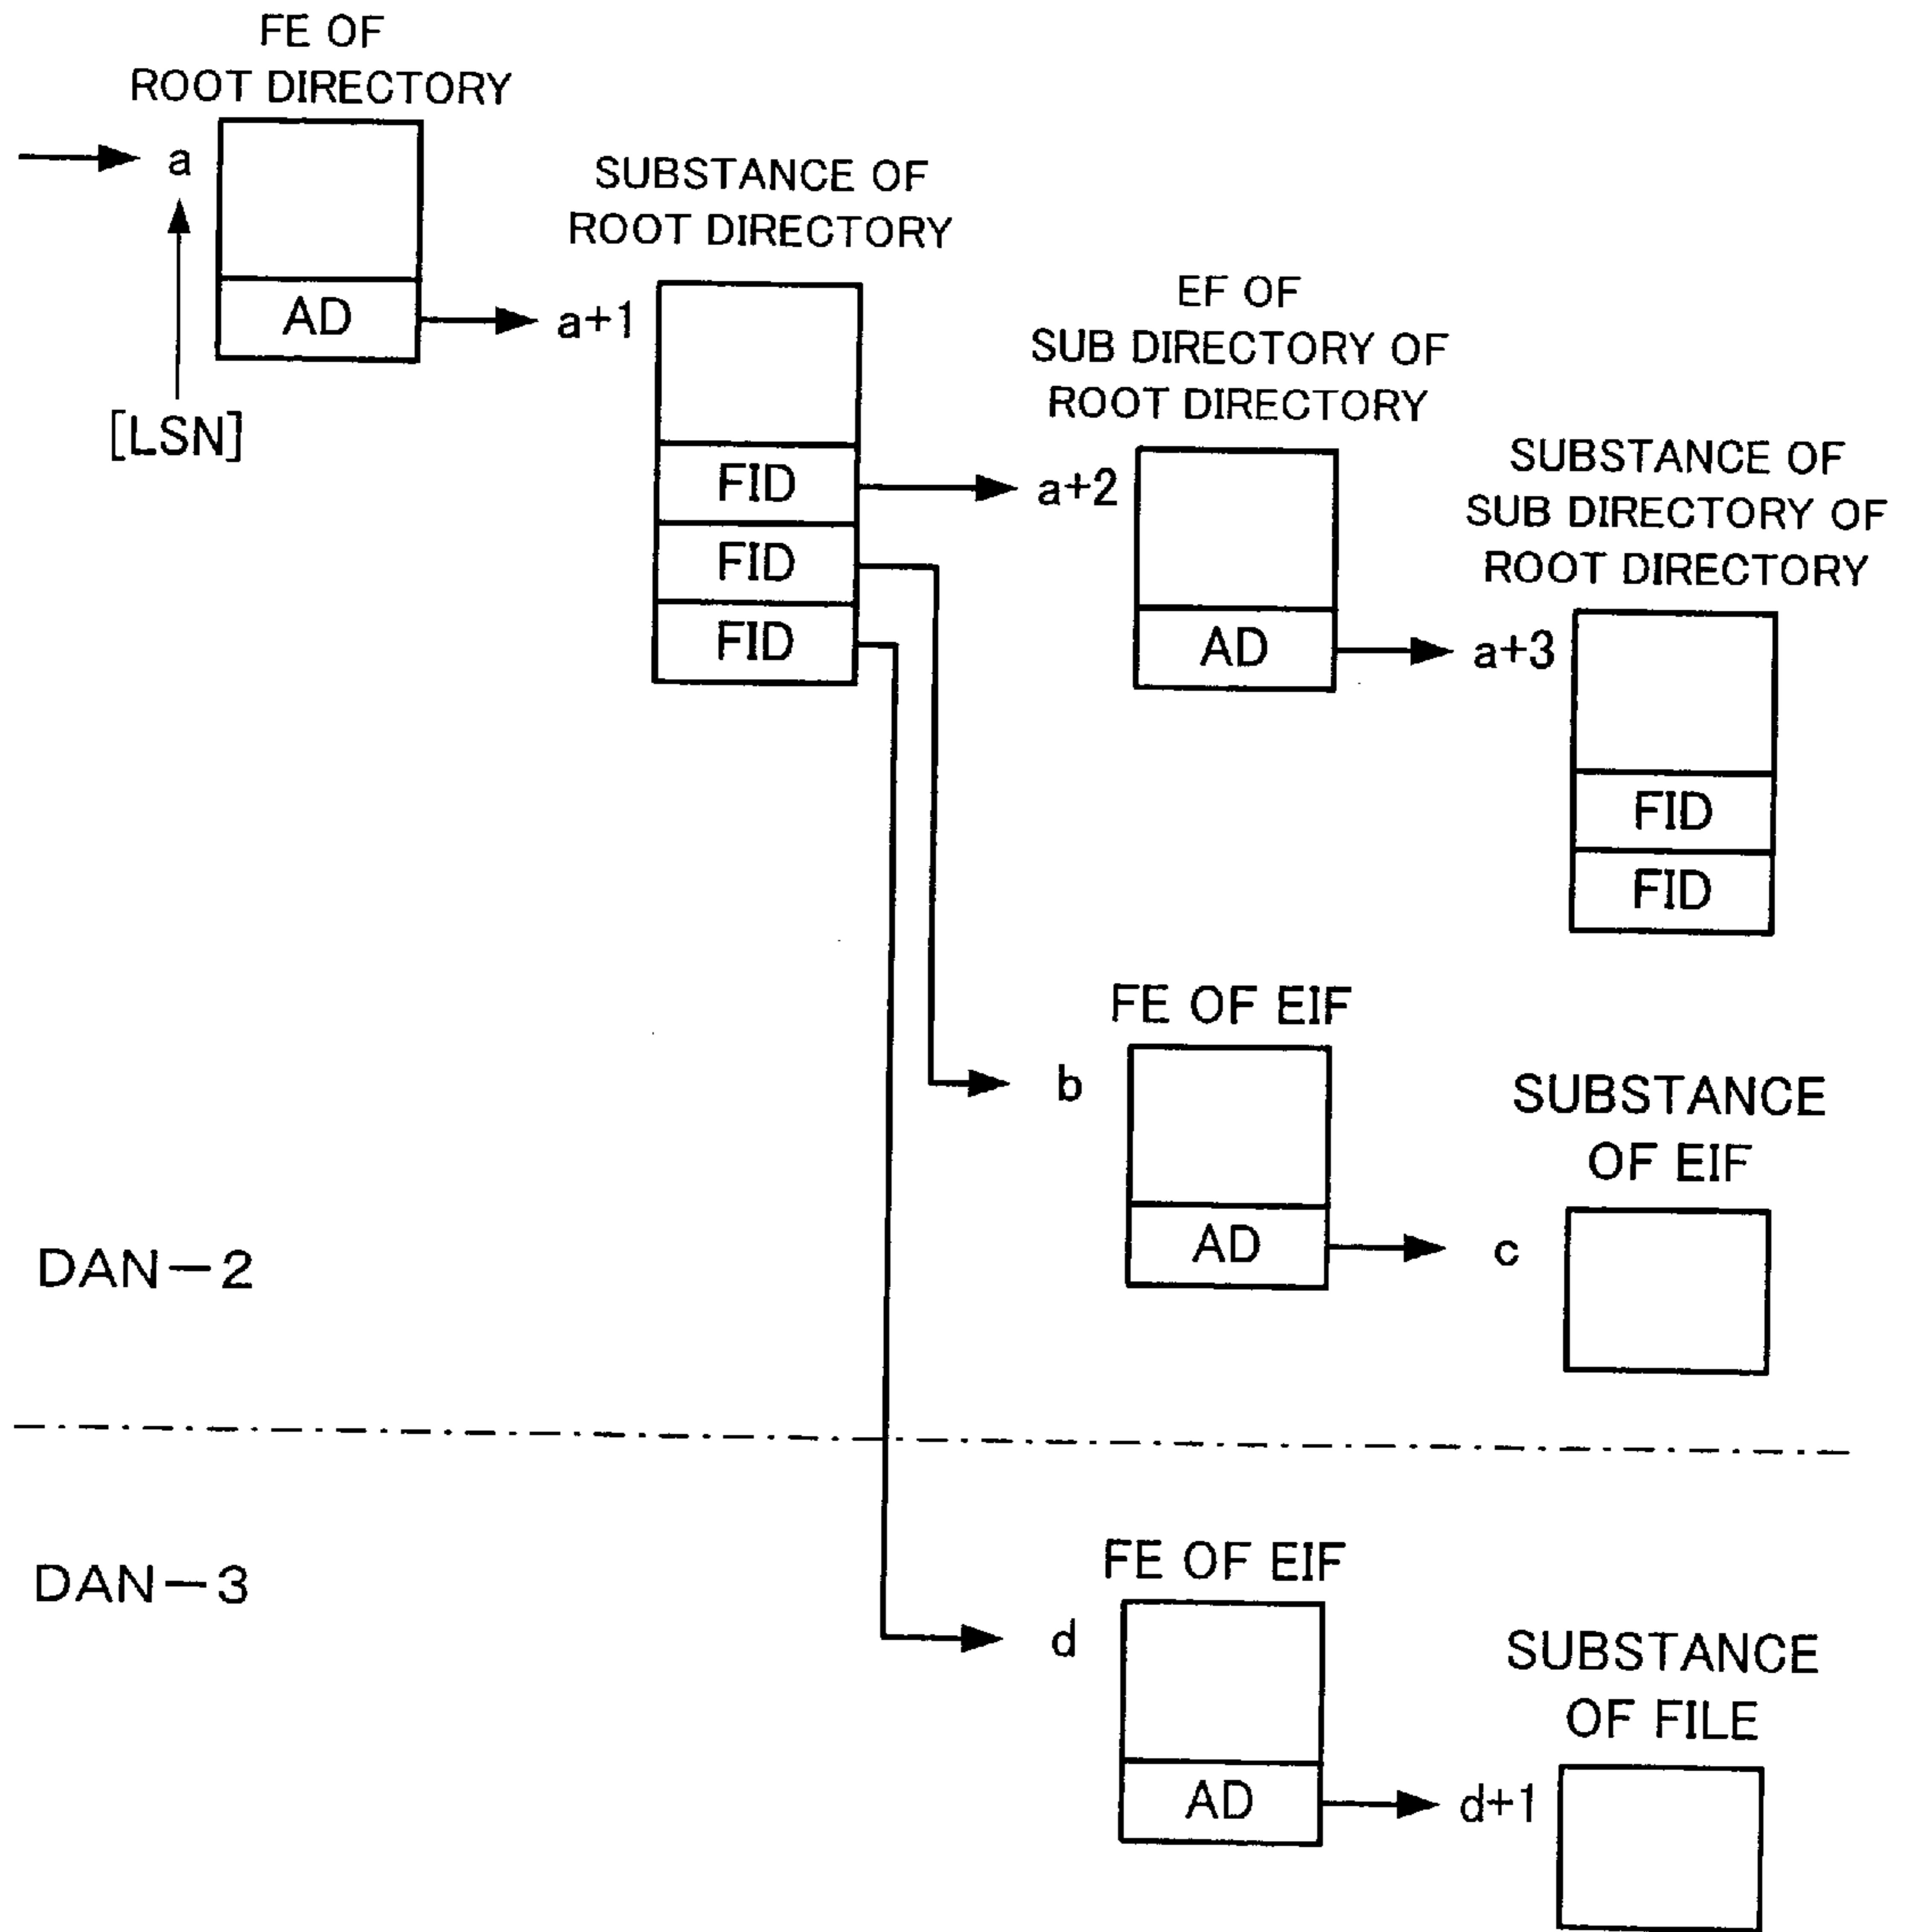 FE OF
ROOT DIRECTORY
a
[LSN]
AD
a+1
SUBSTANCE OF
ROOT DIRECTORY
FID
FID
FID
a+2
EF OF
SUB DIRECTORY OF
ROOT DIRECTORY
AD
a+3
SUBSTANCE OF
SUB DIRECTORY OF
ROOT DIRECTORY
FID
FID
b
FE OF EIF
AD
c
SUBSTANCE
OF EIF
DAN-2
DAN-3
d
FE OF EIF
AD
d+1
SUBSTANCE
OF FILE